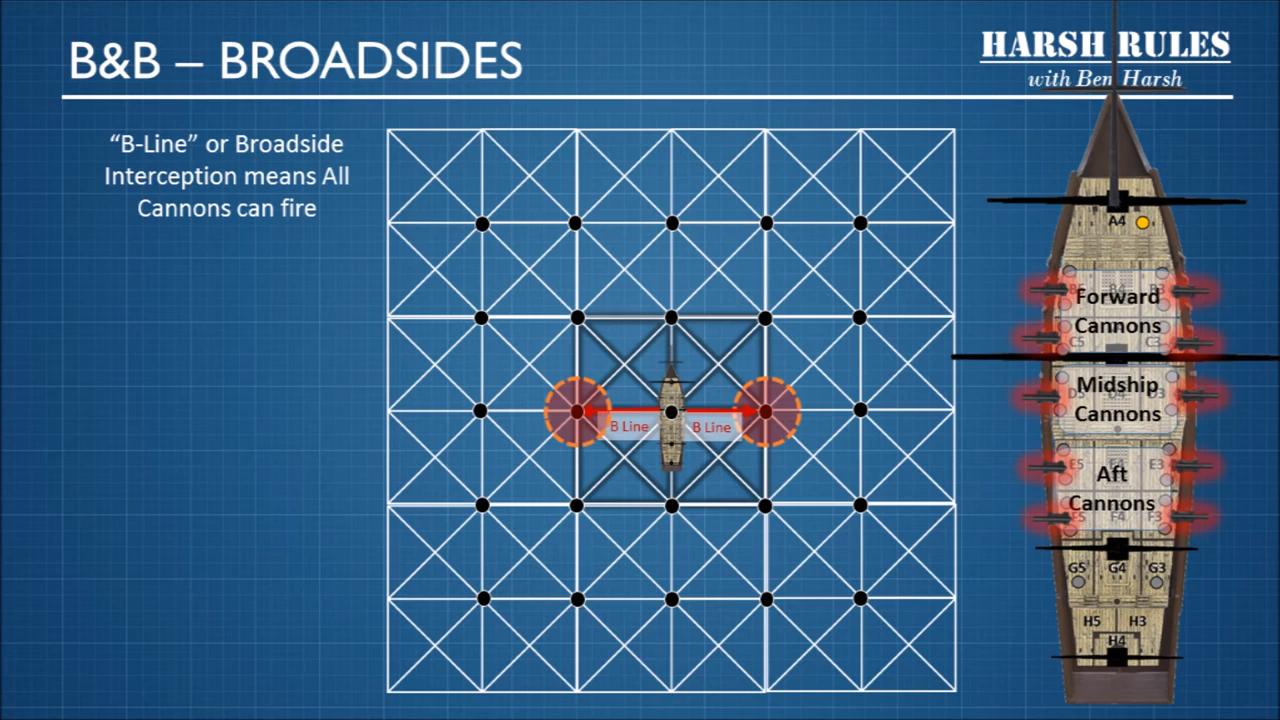 B&B – BROADSIDES
HARSH RULES
with Ben Harsh
“B-Line” or Broadside
Interception means All
Cannons can fire
B Line
B Line
A4
Forward
Cannons
C5
C3
Midship
Cannons
D5
D4
D3
E5
E3
Aft
Cannons
F4
F3
G5
G4
G3
H5
H3
H4